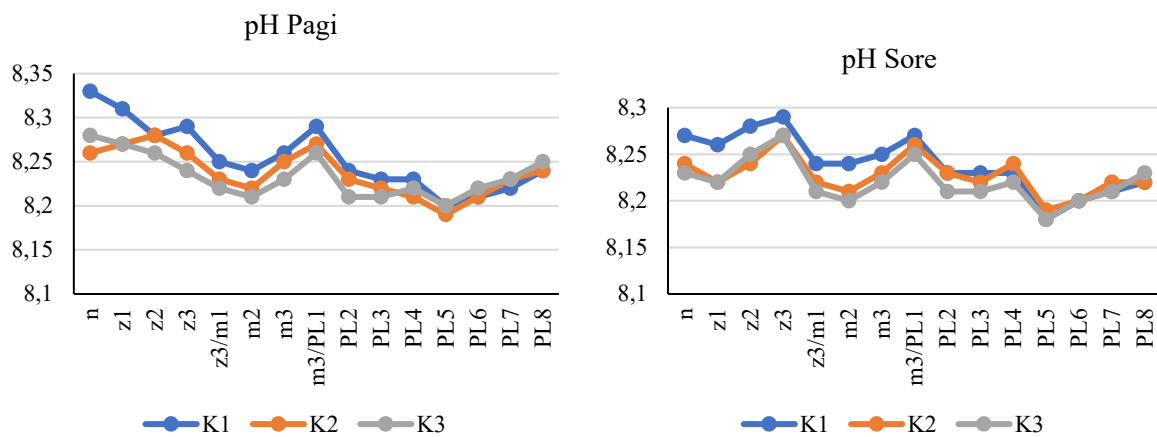 pH Pagi
8,35
8,3
8,25
8,2
8,15
8,1
n z1 z2 z3 z3/m1 m2 m3 m3/PL1 PL2 PL3 PL4 PL5 PL6 PL7 PL8
K1 K2 K3
pH Sore
8,3
8,25
8,2
8,15
8,1
n z1 z2 z3 z3/m1 m2 m3 m3/PL1 PL2 PL3 PL4 PL5 PL6 PL7 PL8
K1 K2 K3